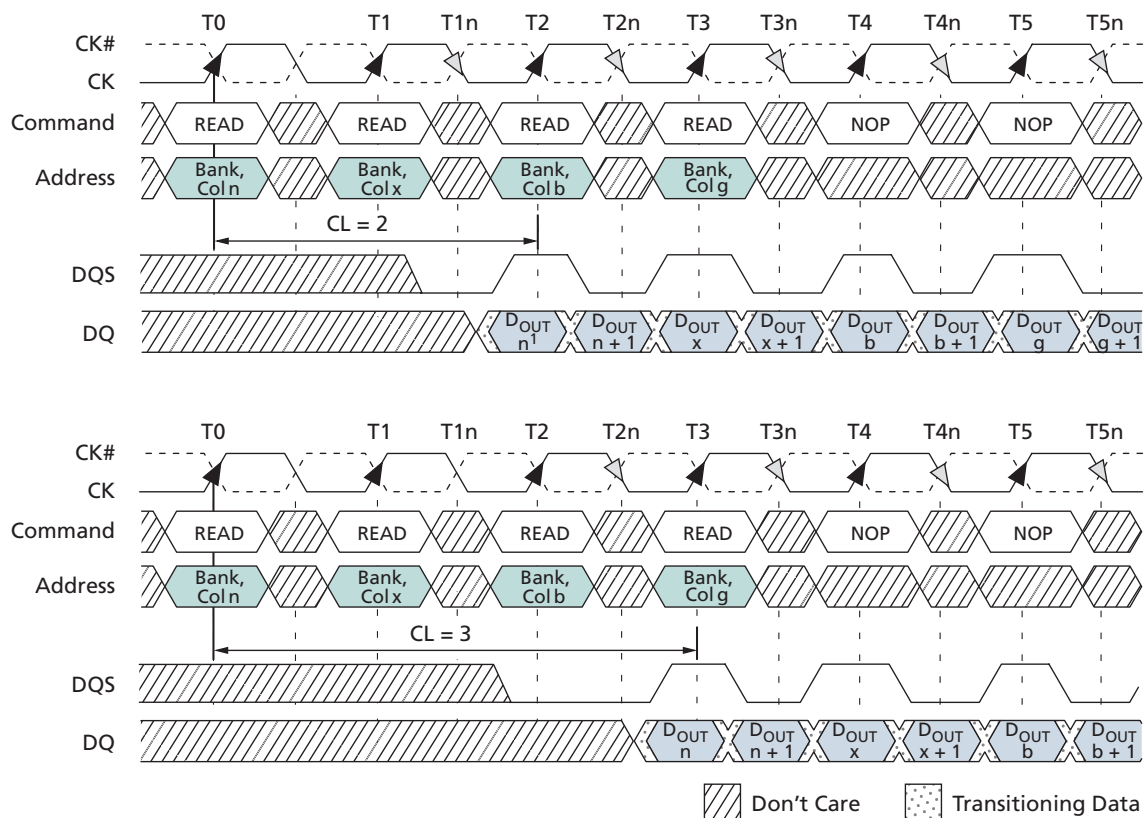 T0 T1 T1n T2 T2n T3 T3n T4 T4n T5 T5n
CK#
CK
Command READ READ READ READ NOP NOP
Address Bank, Col n Bank, Col x Bank, Col b Bank, Col g
CL = 2
DQS
DQ DOUT n1 DOUT n + 1 DOUT x DOUT x + 1 DOUT b DOUT b + 1 DOUT g DOUT g + 1
T0 T1 T1n T2 T2n T3 T3n T4 T4n T5 T5n
CK#
CK
Command READ READ READ READ NOP NOP
Address Bank, Col n Bank, Col x Bank, Col b Bank, Col g
CL = 3
DQS
DQ DOUT n DOUT n + 1 DOUT x DOUT x + 1 DOUT b DOUT b + 1
Don't Care Transitioning Data